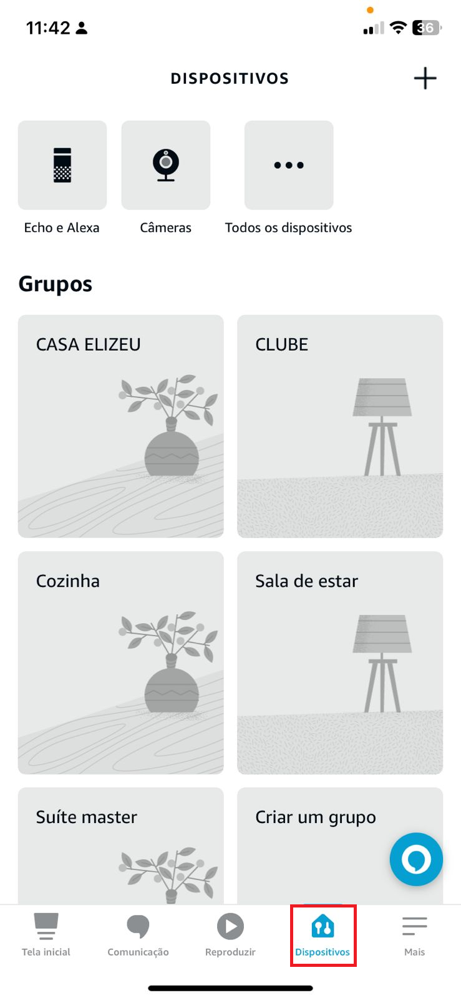 11:42
36
DISPOSITIVOS
Echo e Alexa
Câmeras
Todos os dispositivos
Grupos
CASA ELIZEU
CLUBE
Cozinha
Sala de estar
Suíte master
Criar um grupo
Tela inicial
Comunicação
Reproduzir
Dispositivos
Mais